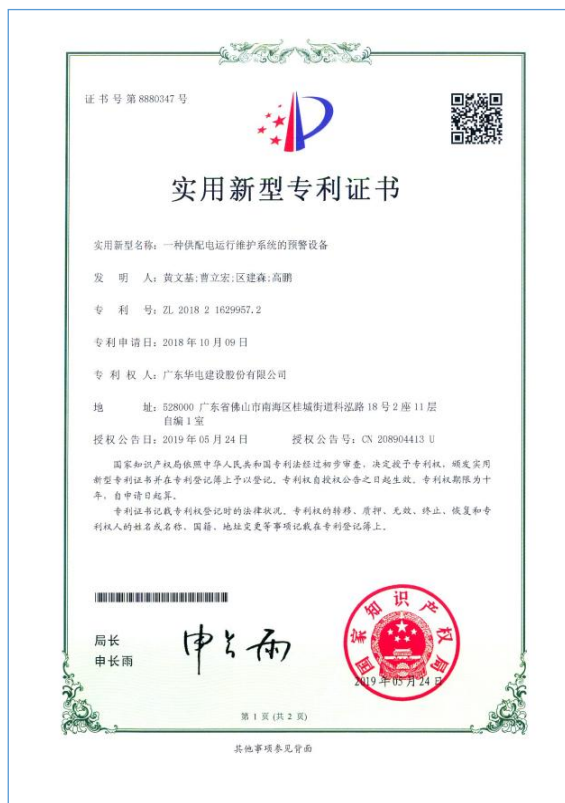 证书号第8880347号
实用新型专利证书
实用新型名称：一种供配电运行维护系统的预警设备
发明人：黄文基;曹立宏;区建森;高鹏
专利号：ZL 2018 2 1629957.2
专利申请日：2018年10月09日
专利权人：广东华电建设股份有限公司
地址：528000 广东省佛山市南海区桂城街道科泓路18号2座11层
自编1室
授权公告日：2019年05月24日 授权公告号：CN 208904413 U
国家知识产权局依照中华人民共和国专利法经过初步审查，决定授予专利权，颁发实用
新型专利证书并在专利登记簿上予以登记。专利权自授权公告之日起生效。专利权期限为十
年，自申请日起算。
专利证书记载专利权登记时的法律状况。专利权的转移、质押、无效、终止、恢复和专
利权人的姓名或名称、国籍、地址变更等事项记载在专利登记簿上。
局长
申长雨
申长雨
国家知识产权局
2019年05月24日
第1页(共2页)
其他事项参见背面